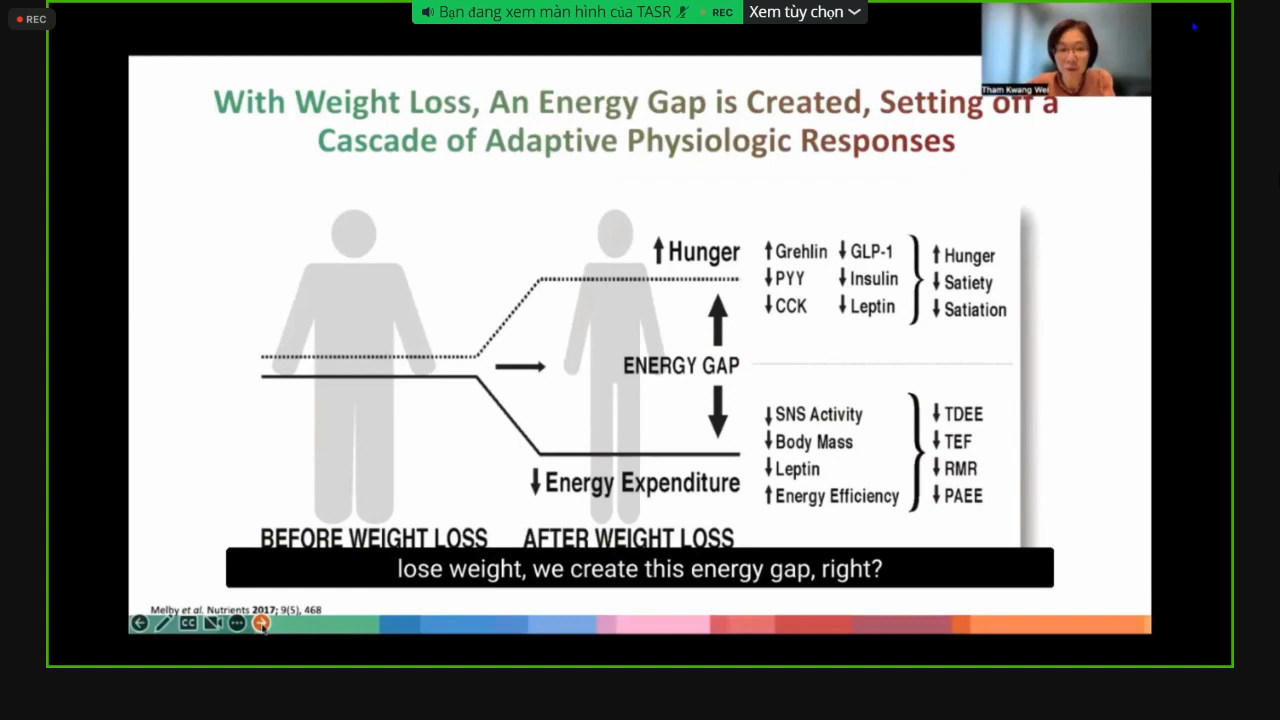 REC
Bạn đang xem màn hình của TASR
REC
Xem tùy chọn
Tham Kwang Wei
With Weight Loss, An Energy Gap is Created, Setting off a
Cascade of Adaptive Physiologic Responses
Hunger
Grehlin GLP-1
PYY Insulin
CCK Leptin
Hunger
Satiety
Satiation
ENERGY GAP
SNS Activity
Body Mass
Leptin
Energy Efficiency
TDEE
TEF
RMR
PAEE
Energy Expenditure
BEFORE WEIGHT LOSS
AFTER WEIGHT LOSS
lose weight, we create this energy gap, right?
Melby et al. Nutrients 2017; 9(5), 468
CC